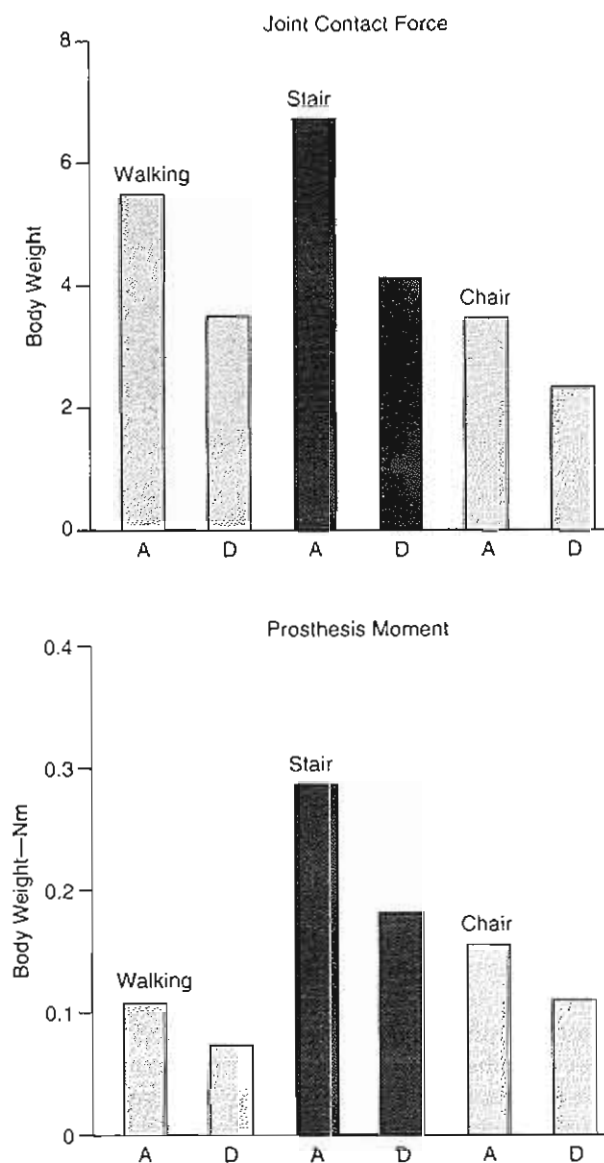 Joint Contact Force
8
Stair
6
Walking
Body Weight
4
Chair
2
0
A D A D A D
Prosthesis Moment
0.4
0.3
Stair
Body Weight—Nm
0.2
Chair
Walking
0.1
0
A D A D A D